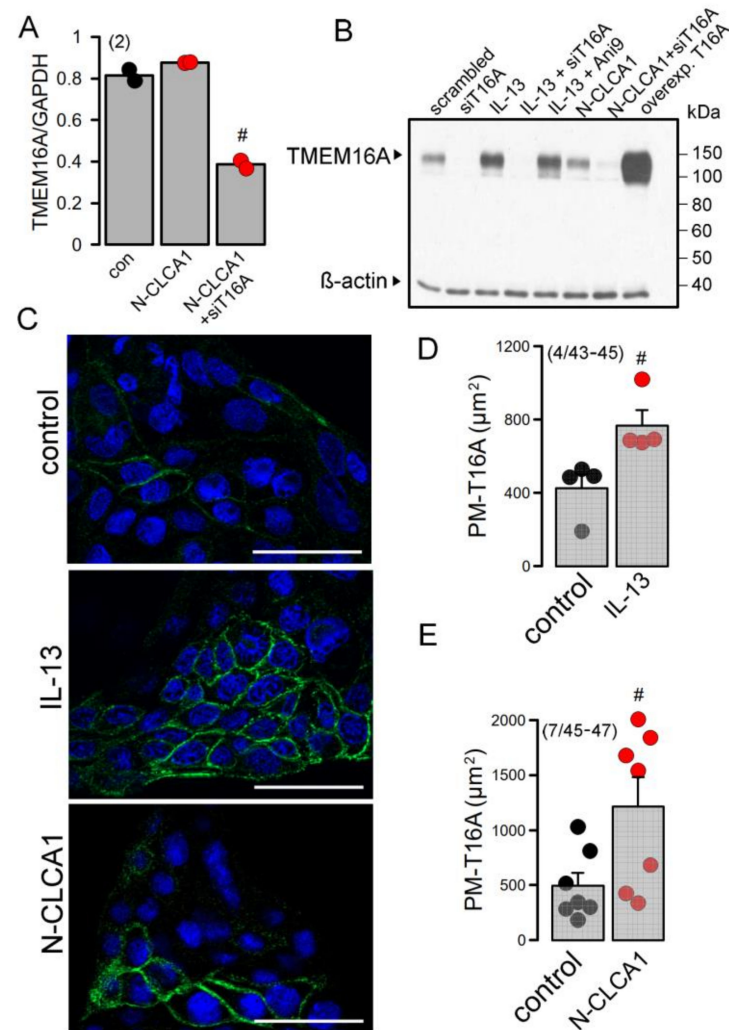 A
TMEM16A/GAPDH
1
0.8
0.6
0.4
0.2
0
(2)
#
con
N-CLCA1
N-CLCA1
+siT16A
B
scrambled
siT16A
IL-13
IL-13 + siT16A
IL-13 + Ani9
N-CLCA1
N-CLCA1+siT16A
overexp. T16A
kDa
TMEM16A
150
100
80
60
50
40
ß-actin
C
control
IL-13
N-CLCA1
D
PM-T16A (µm²)
1200
800
400
0
(4/43-45)
#
control
IL-13
E
PM-T16A (µm²)
2000
1500
1000
500
0
(7/45-47)
#
control
N-CLCA1